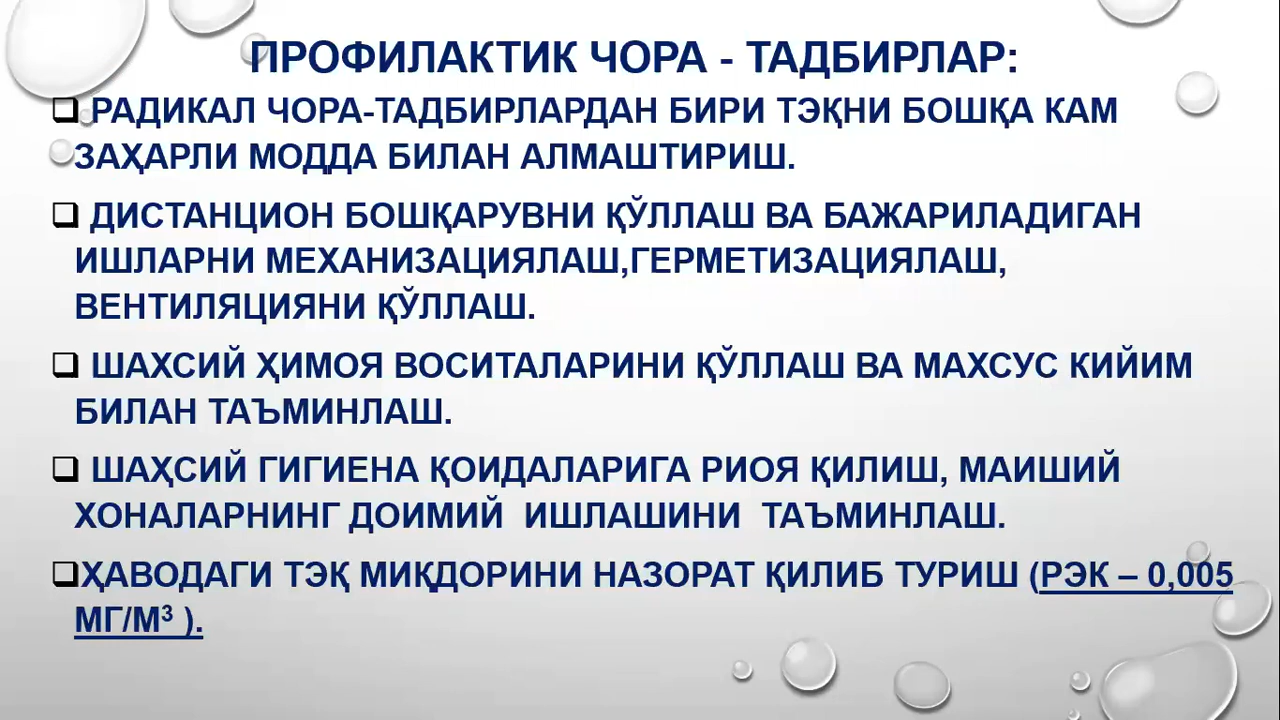 ПРОФИЛАКТИК ЧОРА - ТАДБИРЛАР:
РАДИКАЛ ЧОРА-ТАДБИРЛАРДАН БИРИ ТЭҚНИ БОШҚА КАМ
ЗАҲАРЛИ МОДДА БИЛАН АЛМАШТИРИШ.
ДИСТАНЦИОН БОШҚАРУВНИ ҚЎЛЛАШ ВА БАЖАРИЛАДИГАН
ИШЛАРНИ МЕХАНИЗАЦИЯЛАШ,ГЕРМЕТИЗАЦИЯЛАШ,
ВЕНТИЛЯЦИЯНИ ҚЎЛЛАШ.
ШАХСИЙ ҲИМОЯ ВОСИТАЛАРИНИ ҚЎЛЛАШ ВА МАХСУС КИЙИМ
БИЛАН ТАЪМИНЛАШ.
ШАҲСИЙ ГИГИЕНА ҚОИДАЛАРИГА РИОЯ ҚИЛИШ, МАИШИЙ
ХОНАЛАРНИНГ ДОИМИЙ ИШЛАШИНИ ТАЪМИНЛАШ.
ҲАВОДАГИ ТЭҚ МИҚДОРИНИ НАЗОРАТ ҚИЛИБ ТУРИШ (РЭК – 0,005
МГ/М³ ).